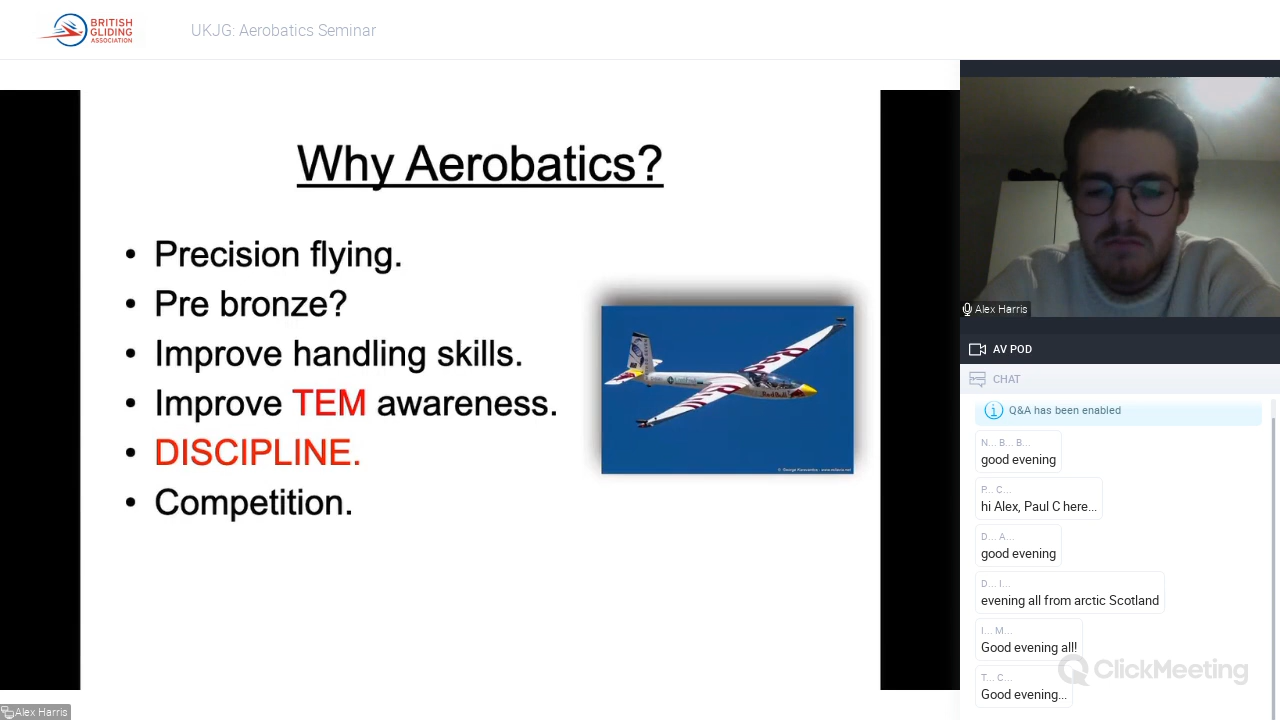 BRITISH
GLIDING
ASSOCIATION
UKJG: Aerobatics Seminar
Why Aerobatics?
• Precision flying.
• Pre bronze?
• Improve handling skills.
• Improve TEM awareness.
• DISCIPLINE.
• Competition.
Alex Harris
Alex Harris
AV POD
CHAT
Q&A has been enabled
N... B... B...
good evening
P... C...
hi Alex, Paul C here...
D... A...
good evening
D... I...
evening all from arctic Scotland
I... M...
Good evening all!
T... C...
Good evening...
ClickMeeting